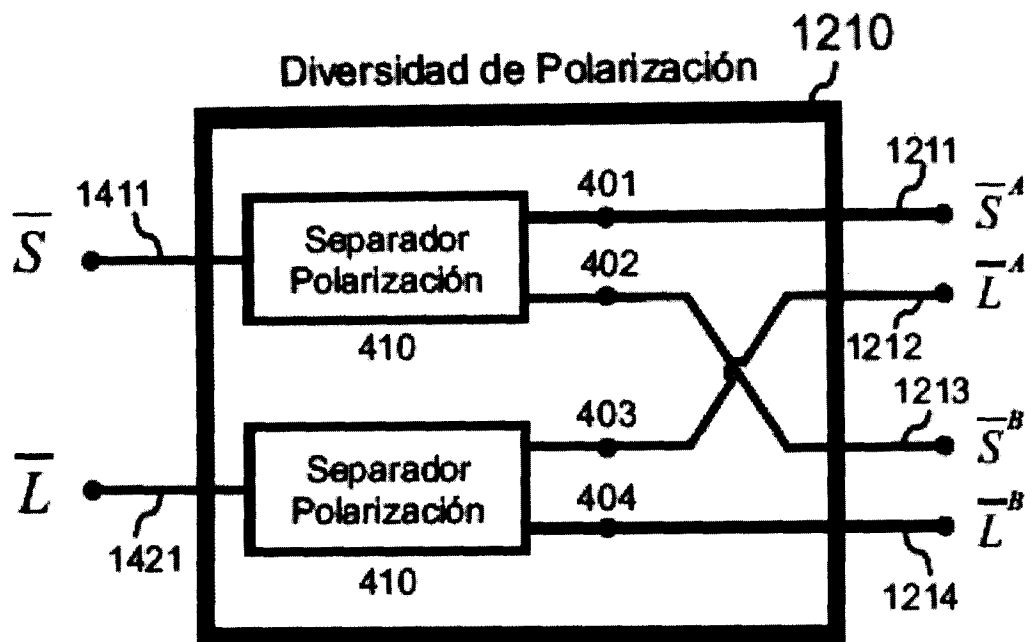 1210
Diversidad de Polarización
1411
S̅
Separador
Polarización
410
401
402
1211
S̅ᴬ
L̅ᴬ
1212
L̅
1421
Separador
Polarización
410
403
404
1213
S̅ᴮ
L̅ᴮ
1214